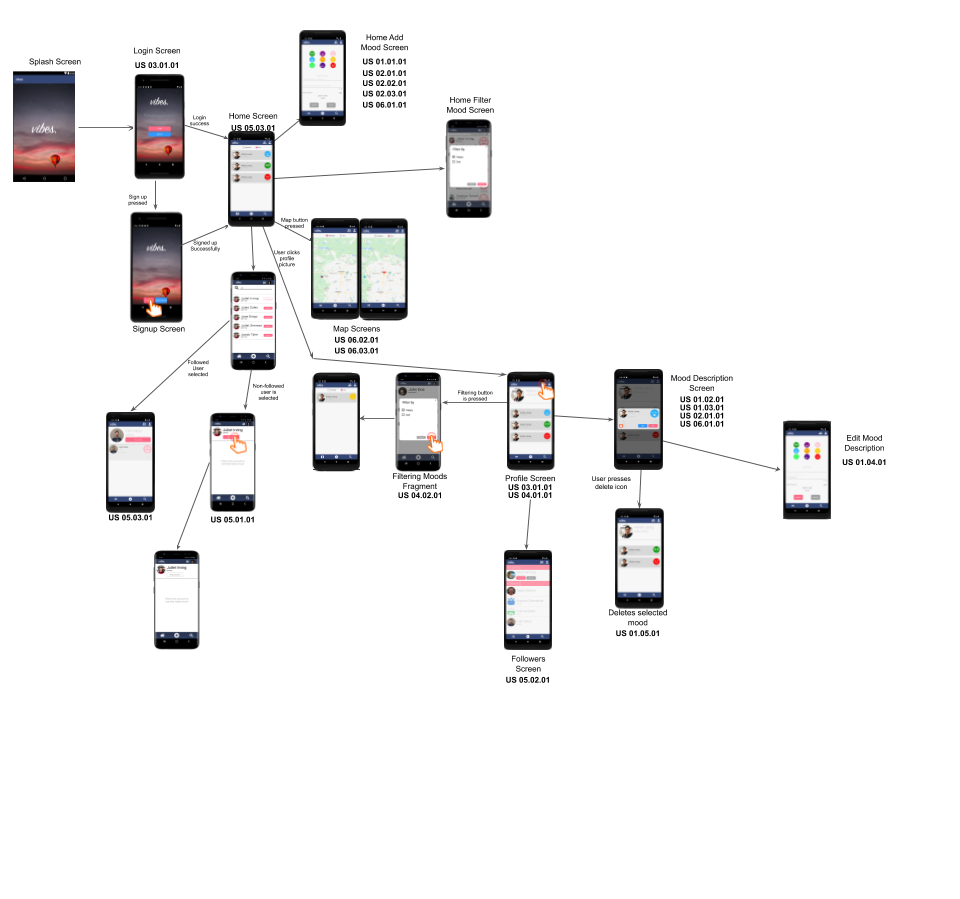 Splash Screen
vibes.
Login Screen
US 03.01.01
vibes.
Login
success
Sign up
pressed
vibes.
Signup Screen
Signed up
Successfully
Home Screen
US 05.03.01
Home Add
Mood Screen
US 01.01.01
US 02.01.01
US 02.02.01
US 02.03.01
US 06.01.01
Home Filter
Mood Screen
Filter by
Map button
pressed
User clicks
profile
picture
Map Screens
US 06.02.01
US 06.03.01
Followed
User
selected
Non-followed
user is
selected
US 05.03.01
Juliet Irving
US 05.01.01
Juliet Irving
Filter by
Filtering Moods
Fragment
US 04.02.01
Filtering button
is pressed
Profile Screen
US 03.01.01
US 04.01.01
Mood Description
Screen
US 01.02.01
US 01.03.01
US 02.01.01
US 06.01.01
Edit Mood
Description
US 01.04.01
User presses
delete icon
Deletes selected
mood
US 01.05.01
Followers
Screen
US 05.02.01